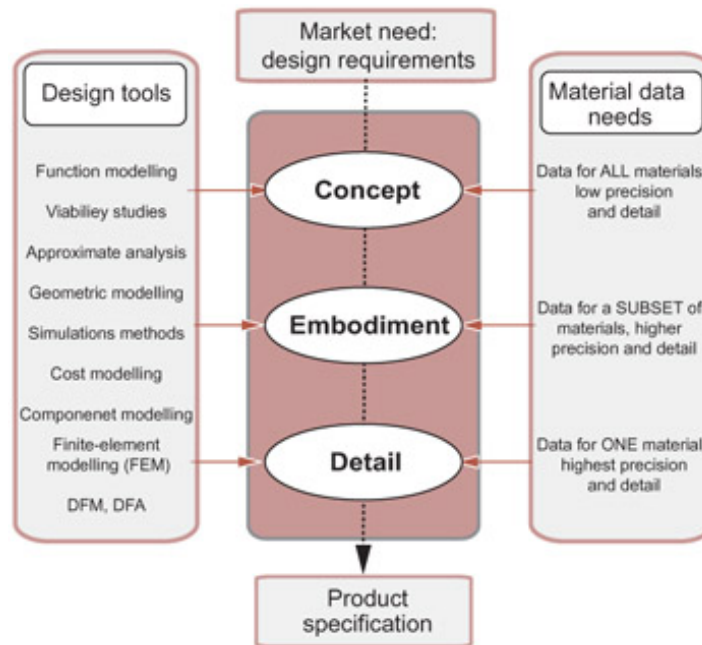 Market need:
design requirements
Design tools
Function modelling
Viabiliey studies
Approximate analysis
Geometric modelling
Simulations methods
Cost modelling
Componenet modelling
Finite-element
modelling (FEM)
DFM, DFA
Concept
Embodiment
Detail
Material data
needs
Data for ALL materials,
low precision
and detail
Data for a SUBSET of
materials, higher
precision and detail
Data for ONE material,
highest precision
and detail
Product
specification